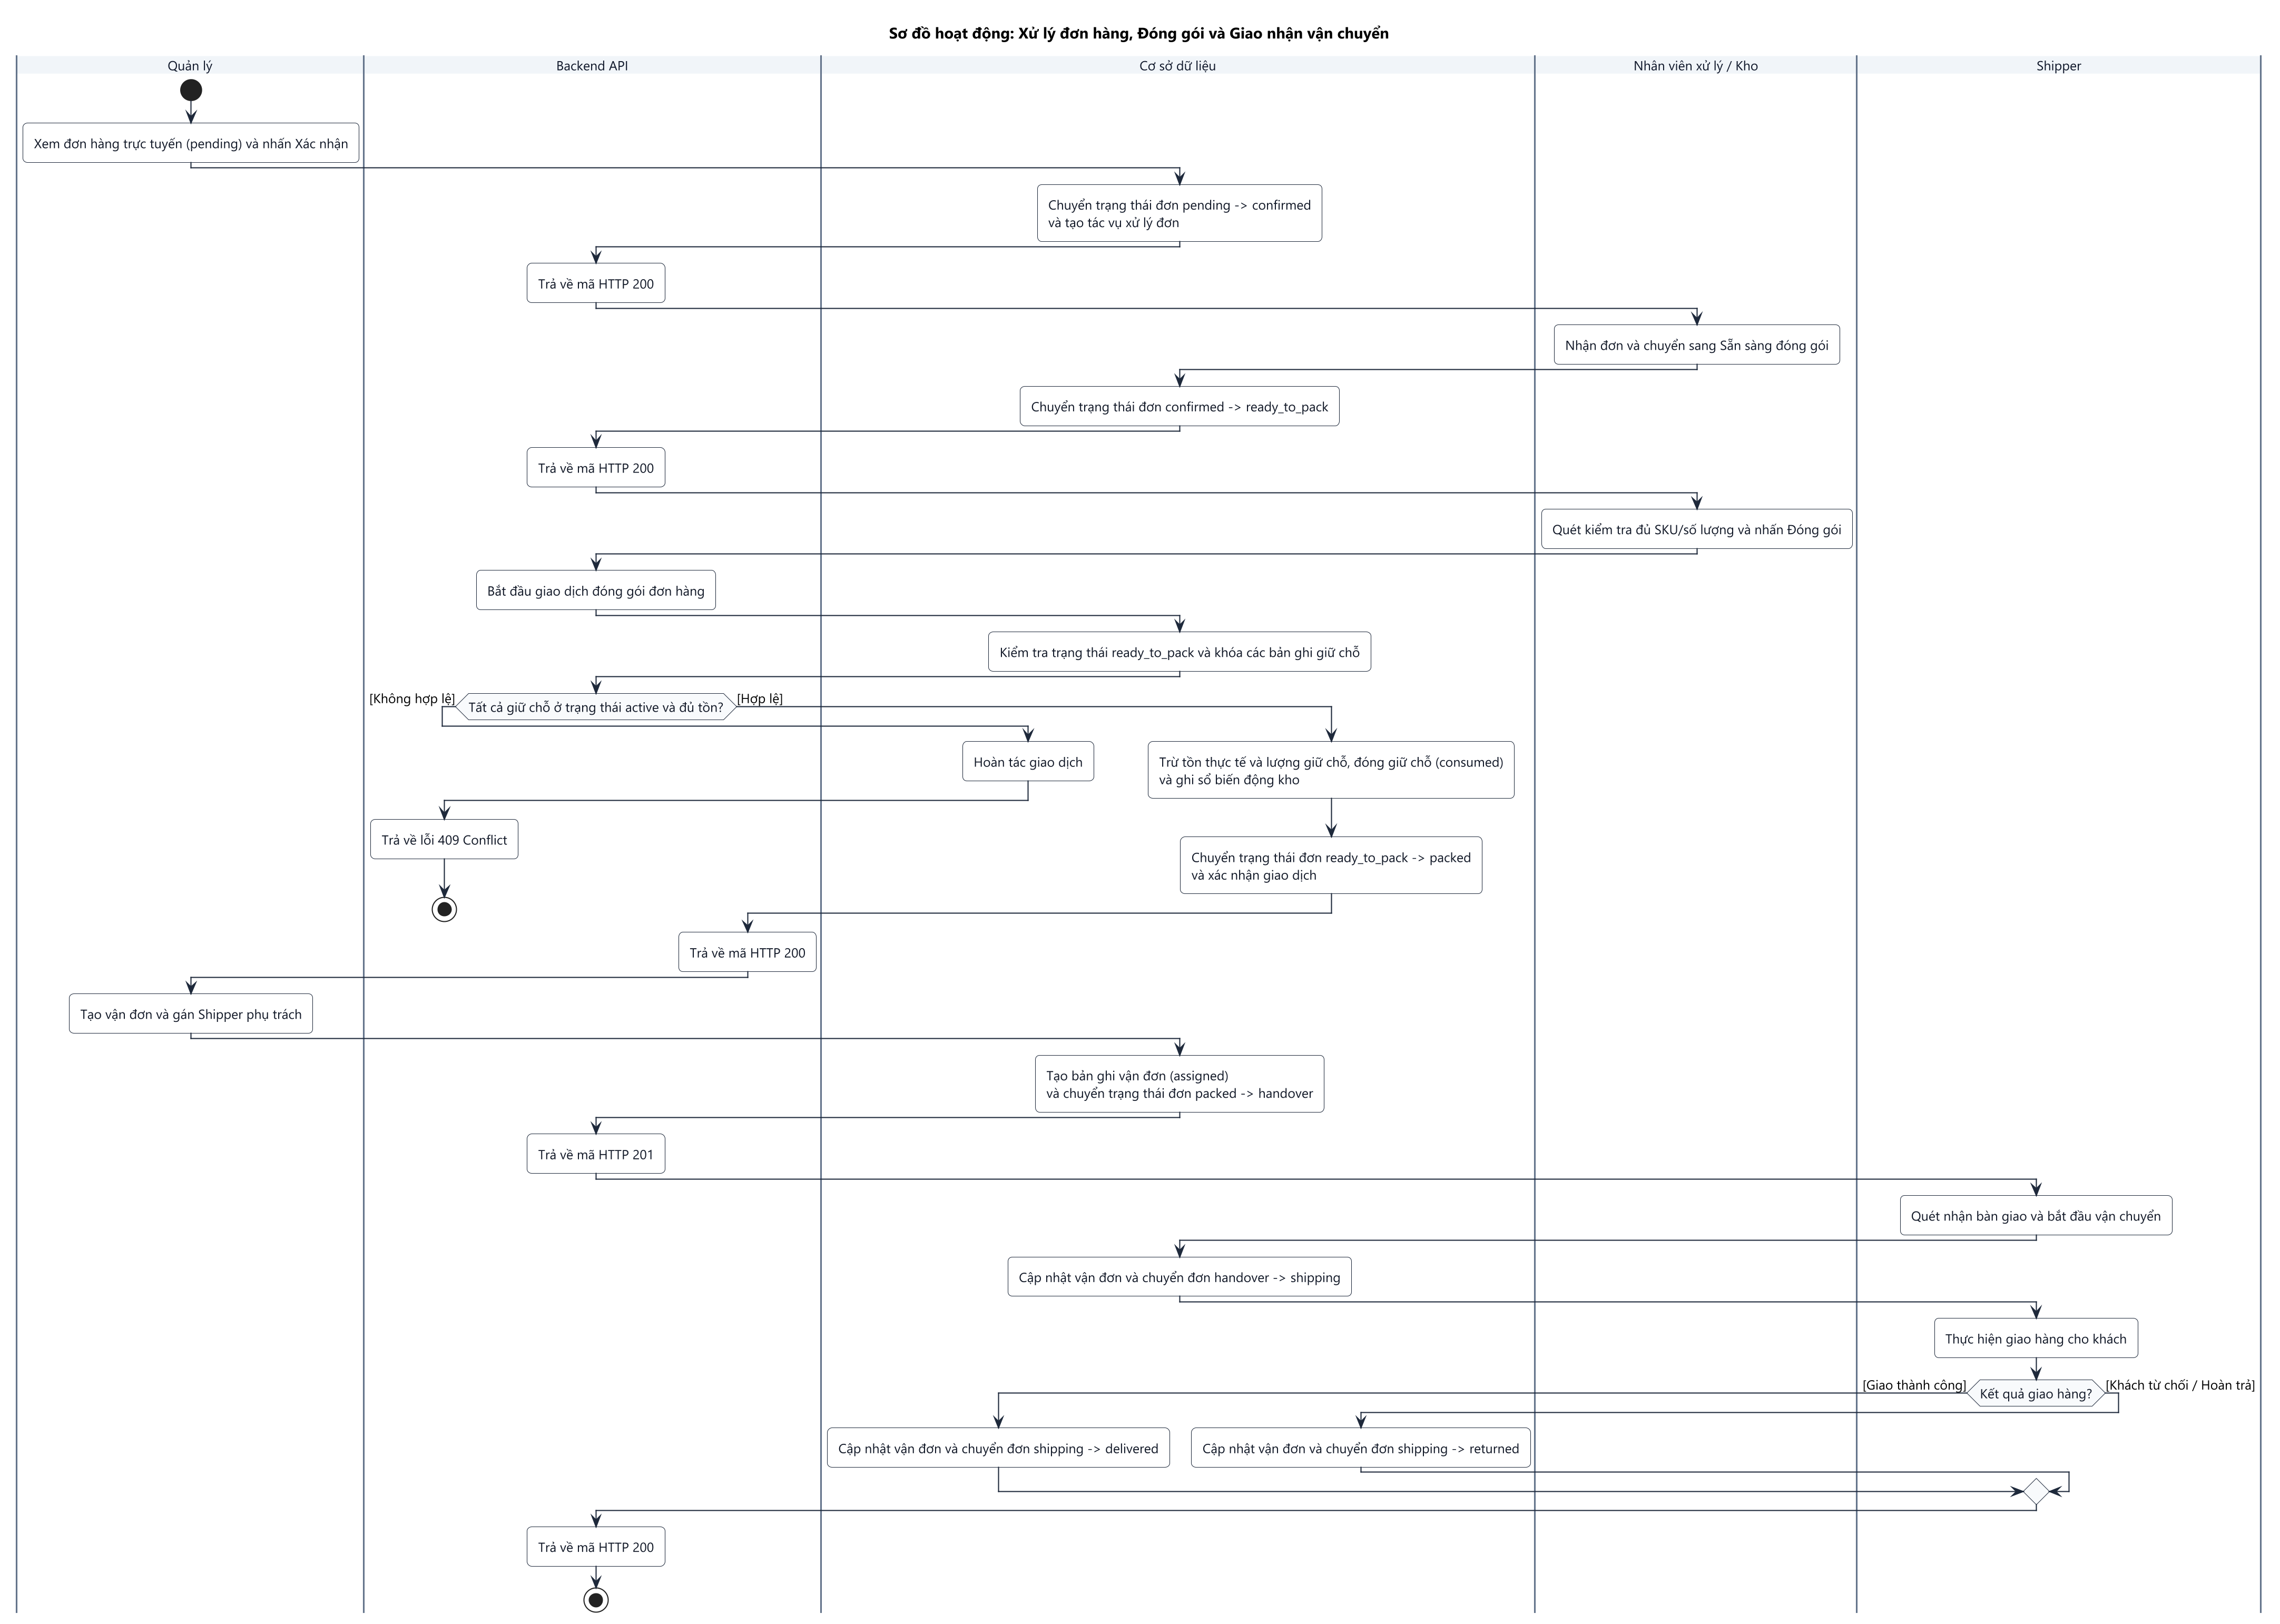 Sơ đồ hoạt động: Xử lý đơn hàng, Đóng gói và Giao nhận vận chuyển
Quản lý
Backend API
Cơ sở dữ liệu
Nhân viên xử lý / Kho
Shipper
Xem đơn hàng trực tuyến (pending) và nhấn Xác nhận
Chuyển trạng thái đơn pending -> confirmed
và tạo tác vụ xử lý đơn
Trả về mã HTTP 200
Nhận đơn và chuyển sang Sẵn sàng đóng gói
Chuyển trạng thái đơn confirmed -> ready_to_pack
Trả về mã HTTP 200
Quét kiểm tra đủ SKU/số lượng và nhấn Đóng gói
Bắt đầu giao dịch đóng gói đơn hàng
Kiểm tra trạng thái ready_to_pack và khóa các bản ghi giữ chỗ
[Không hợp lệ]
Tất cả giữ chỗ ở trạng thái active và đủ tồn?
[Hợp lệ]
Hoàn tác giao dịch
Trừ tồn thực tế và lượng giữ chỗ, đóng giữ chỗ (consumed)
và ghi sổ biến động kho
Trả về lỗi 409 Conflict
Chuyển trạng thái đơn ready_to_pack -> packed
và xác nhận giao dịch
Trả về mã HTTP 200
Tạo vận đơn và gán Shipper phụ trách
Tạo bản ghi vận đơn (assigned)
và chuyển trạng thái đơn packed -> handover
Trả về mã HTTP 201
Quét nhận bàn giao và bắt đầu vận chuyển
Cập nhật vận đơn và chuyển đơn handover -> shipping
Thực hiện giao hàng cho khách
[Giao thành công]
Kết quả giao hàng?
[Khách từ chối / Hoàn trả]
Cập nhật vận đơn và chuyển đơn shipping -> delivered
Cập nhật vận đơn và chuyển đơn shipping -> returned
Trả về mã HTTP 200